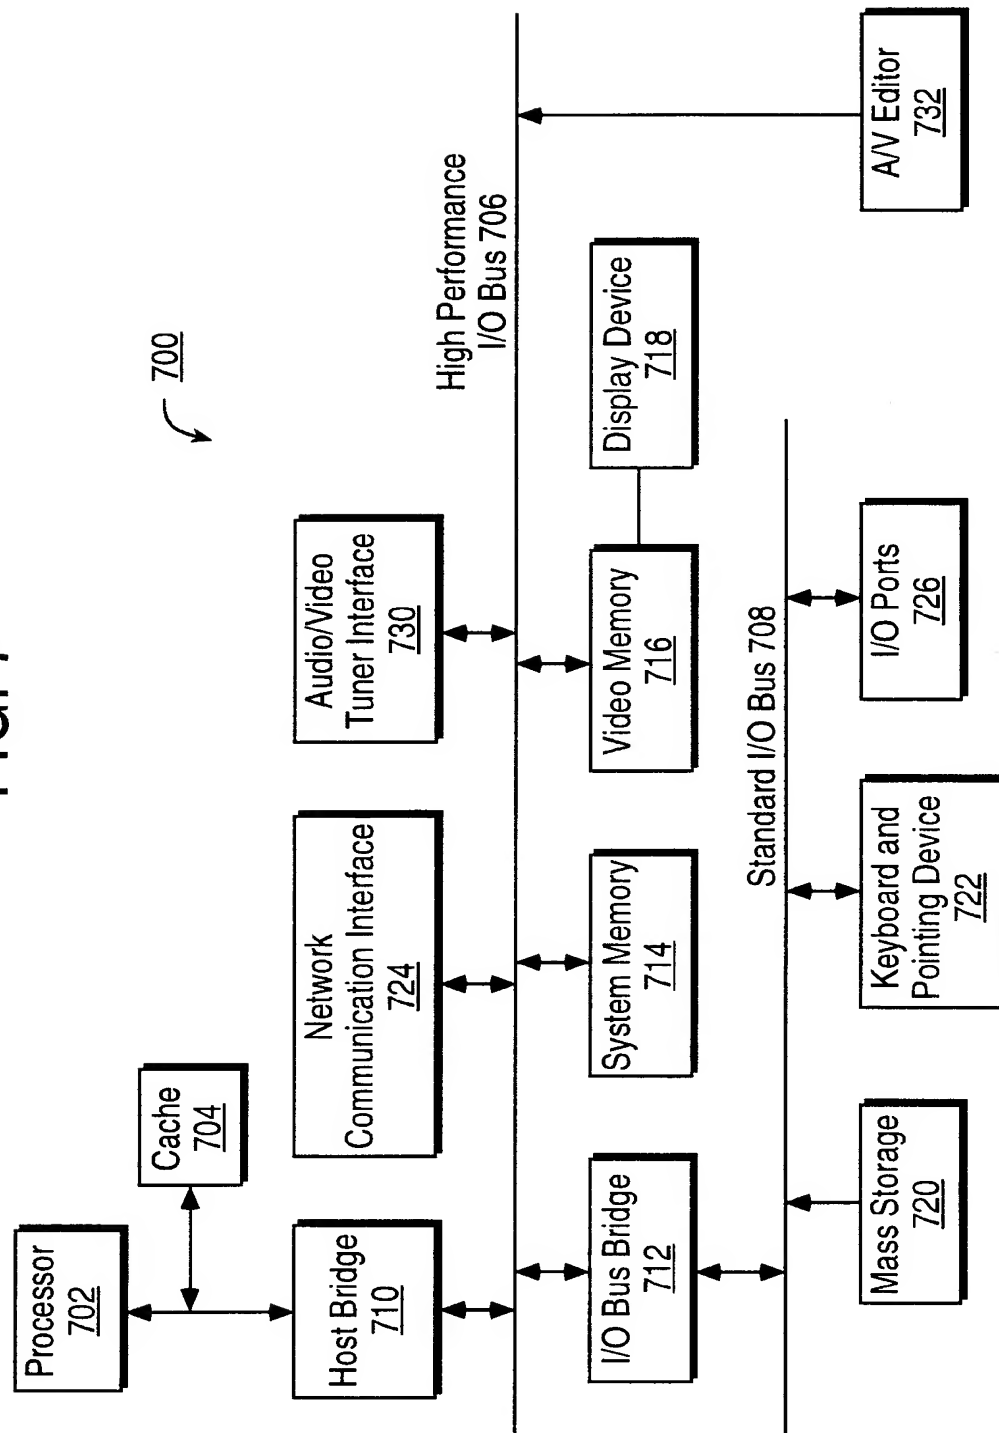 700
Processor
702
Cache
704
Host Bridge
710
Network
Communication Interface
724
Audio/Video
Tuner Interface
730
High Performance
I/O Bus 706
I/O Bus Bridge
712
System Memory
714
Video Memory
716
Display Device
718
Standard I/O Bus 708
Mass Storage
720
Keyboard and
Pointing Device
722
I/O Ports
726
A/V Editor
732